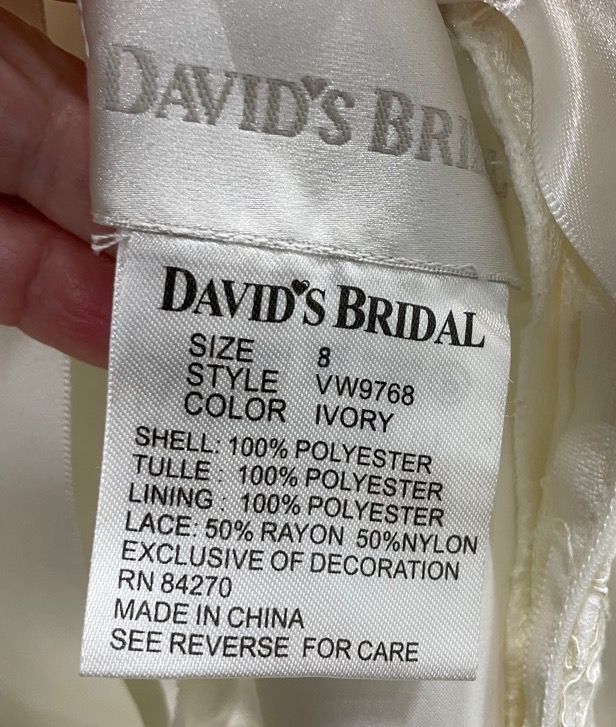 DAVID'S BRIDAL
DAVID'S BRIDAL
SIZE 8
STYLE VW9768
COLOR IVORY
SHELL: 100% POLYESTER
TULLE : 100% POLYESTER
LINING : 100% POLYESTER
LACE: 50% RAYON 50%NYLON
EXCLUSIVE OF DECORATION
RN 84270
MADE IN CHINA
SEE REVERSE FOR CARE